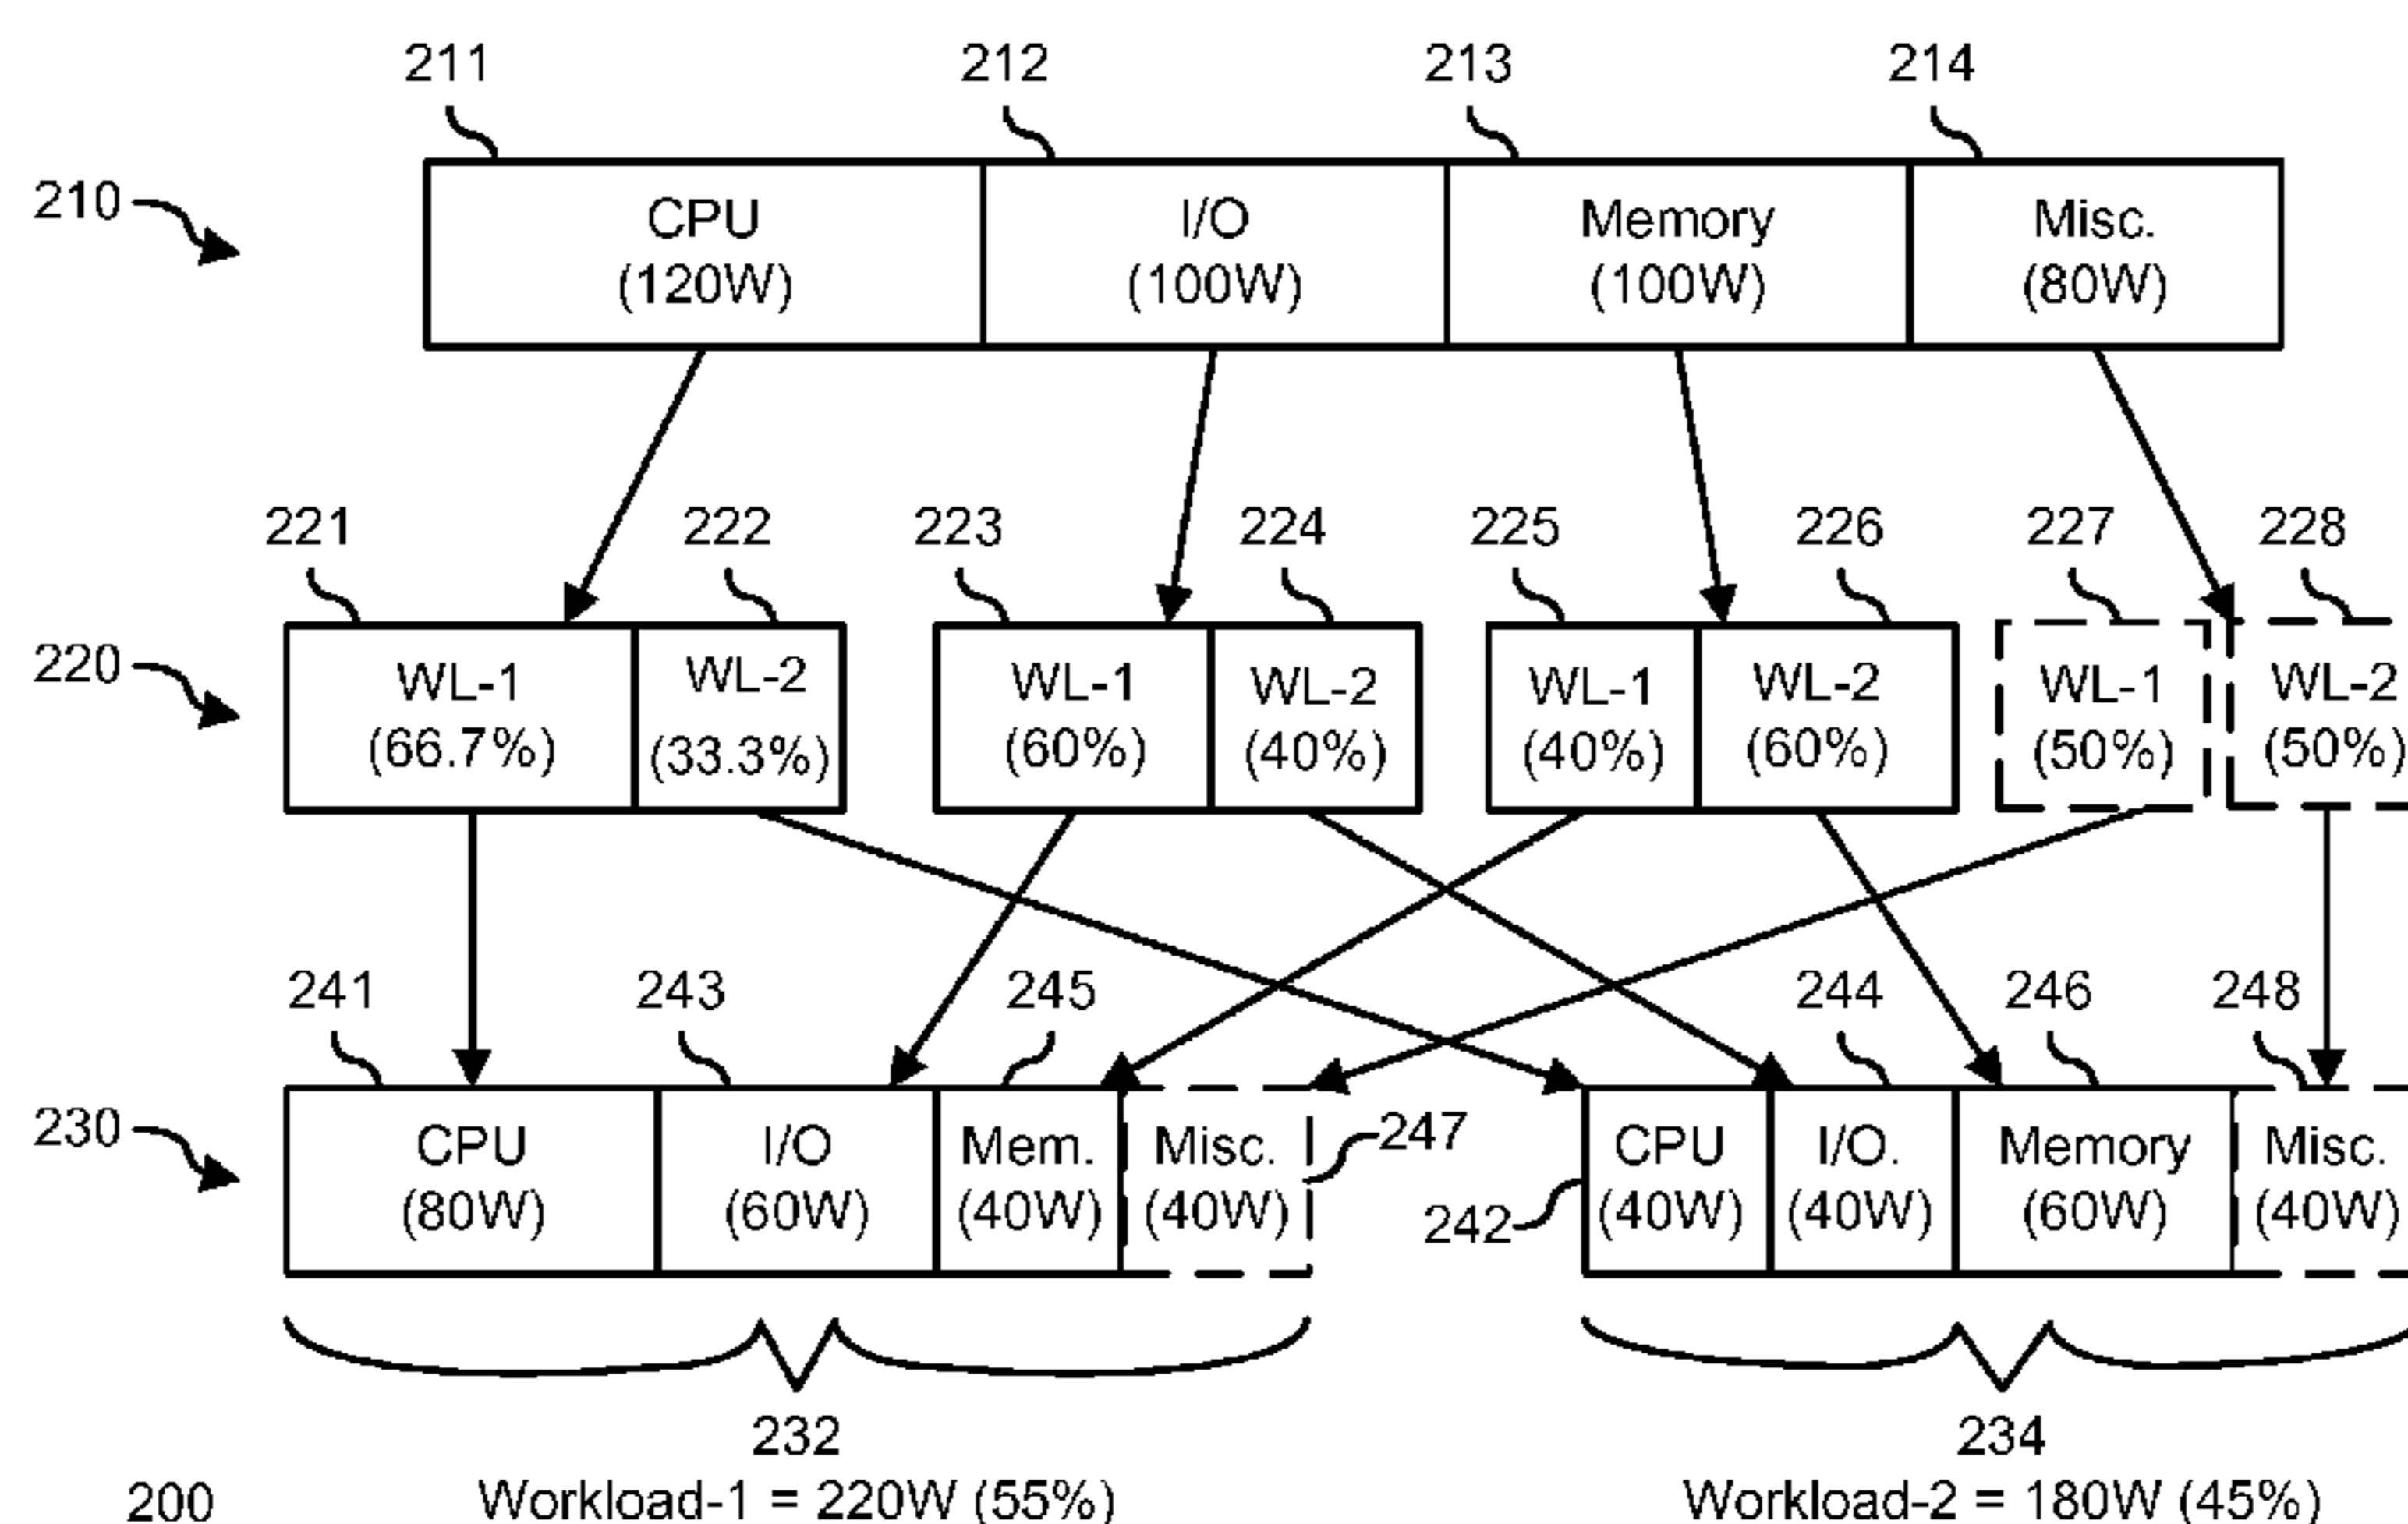 211 212 213 214
210
CPU I/O Memory Misc.
(120W) (100W) (100W) (80W)
221 222 223 224 225 226 227 228
220
WL-1 WL-2 WL-1 WL-2 WL-1 WL-2 WL-1 WL-2
(66.7%) (33.3%) (60%) (40%) (40%) (60%) (50%) (50%)
241 243 245 244 246 248
230
CPU I/O Mem. Misc. 247 CPU I/O. Memory Misc.
(80W) (60W) (40W) (40W) 242 (40W) (40W) (60W) (40W)
232 234
200 Workload-1 = 220W (55%) Workload-2 = 180W (45%)